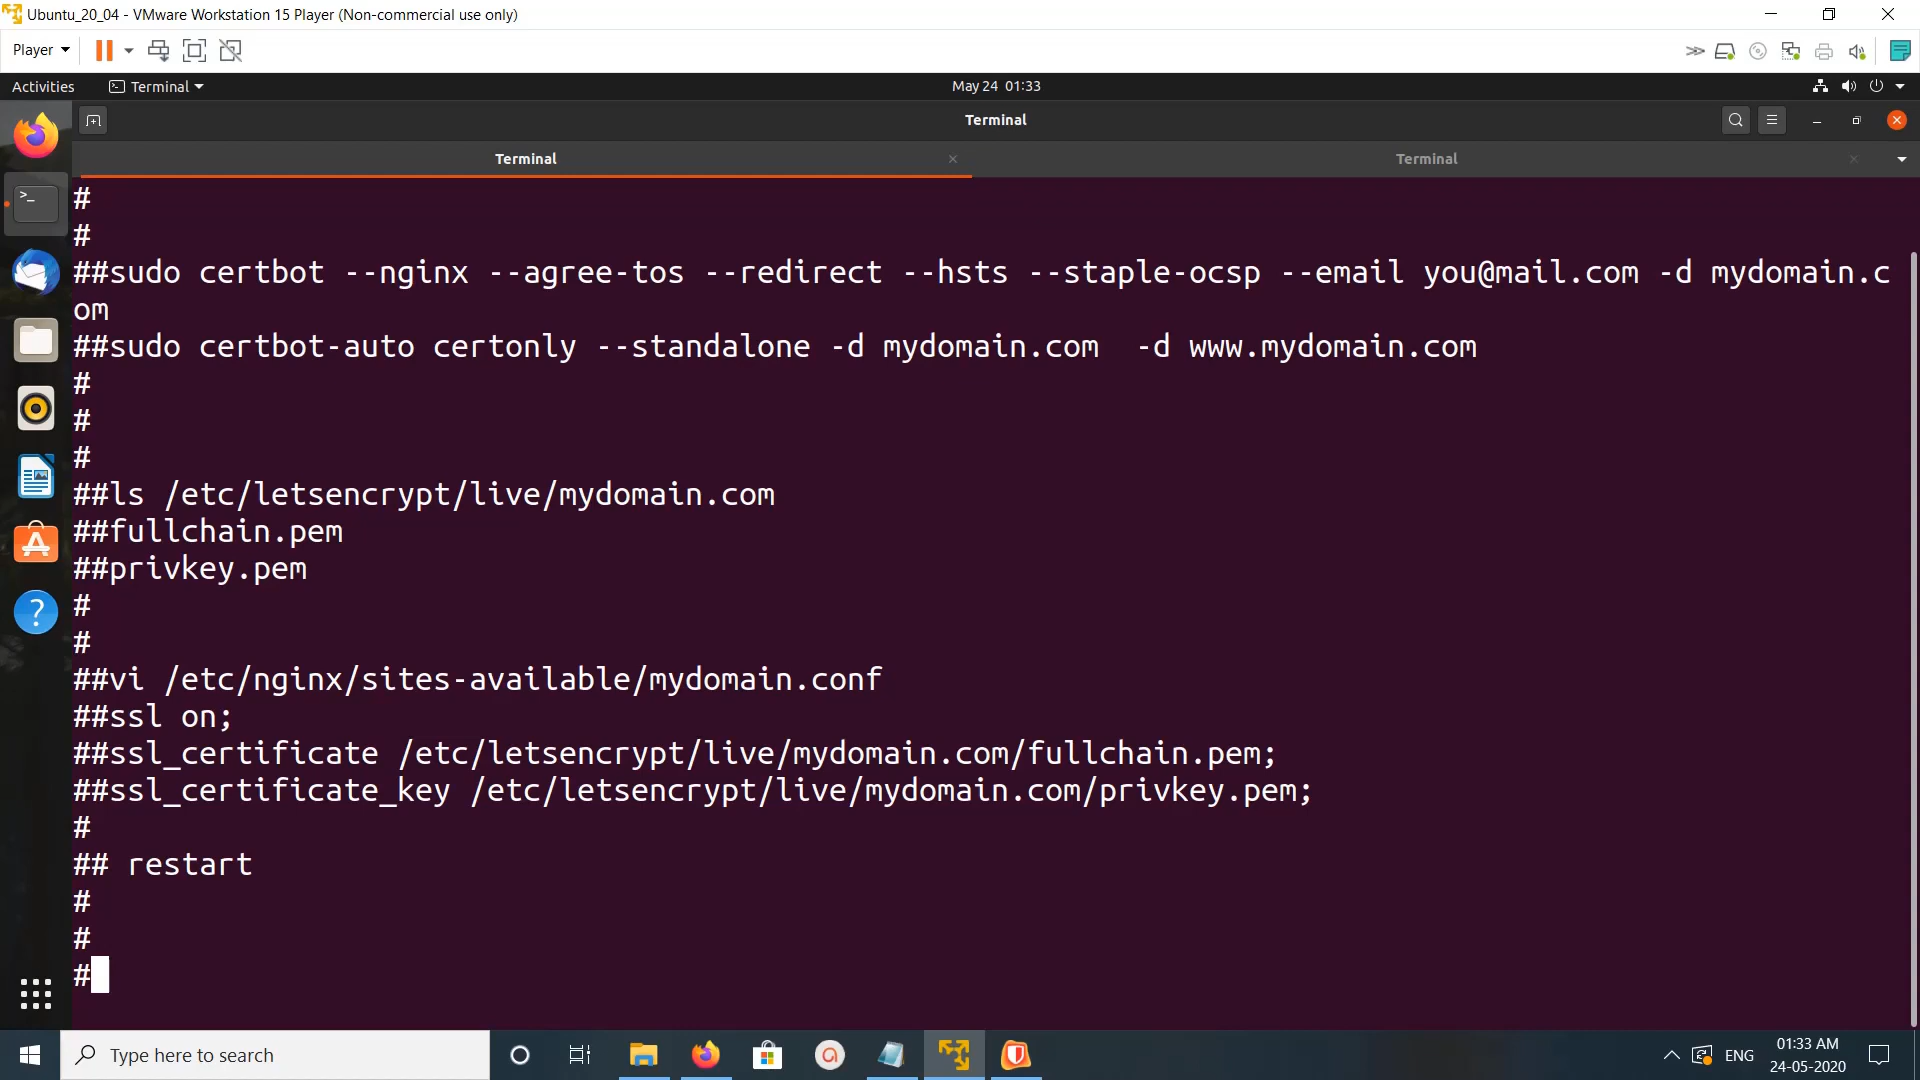 Ubuntu_20_04 - VMware Workstation 15 Player (Non-commercial use only)
Player
Activities
Terminal
May 24 01:33
Terminal
Terminal
Terminal
#
#
##sudo certbot --nginx --agree-tos --redirect --hsts --staple-ocsp --email you@mail.com -d mydomain.c
om
##sudo certbot-auto certonly --standalone -d mydomain.com  -d www.mydomain.com
#
#
#
##ls /etc/letsencrypt/live/mydomain.com
##fullchain.pem
##privkey.pem
#
#
##vi /etc/nginx/sites-available/mydomain.conf
##ssl on;
##ssl_certificate /etc/letsencrypt/live/mydomain.com/fullchain.pem;
##ssl_certificate_key /etc/letsencrypt/live/mydomain.com/privkey.pem;
#
## restart
#
#
#
Type here to search
ENG
01:33 AM
24-05-2020